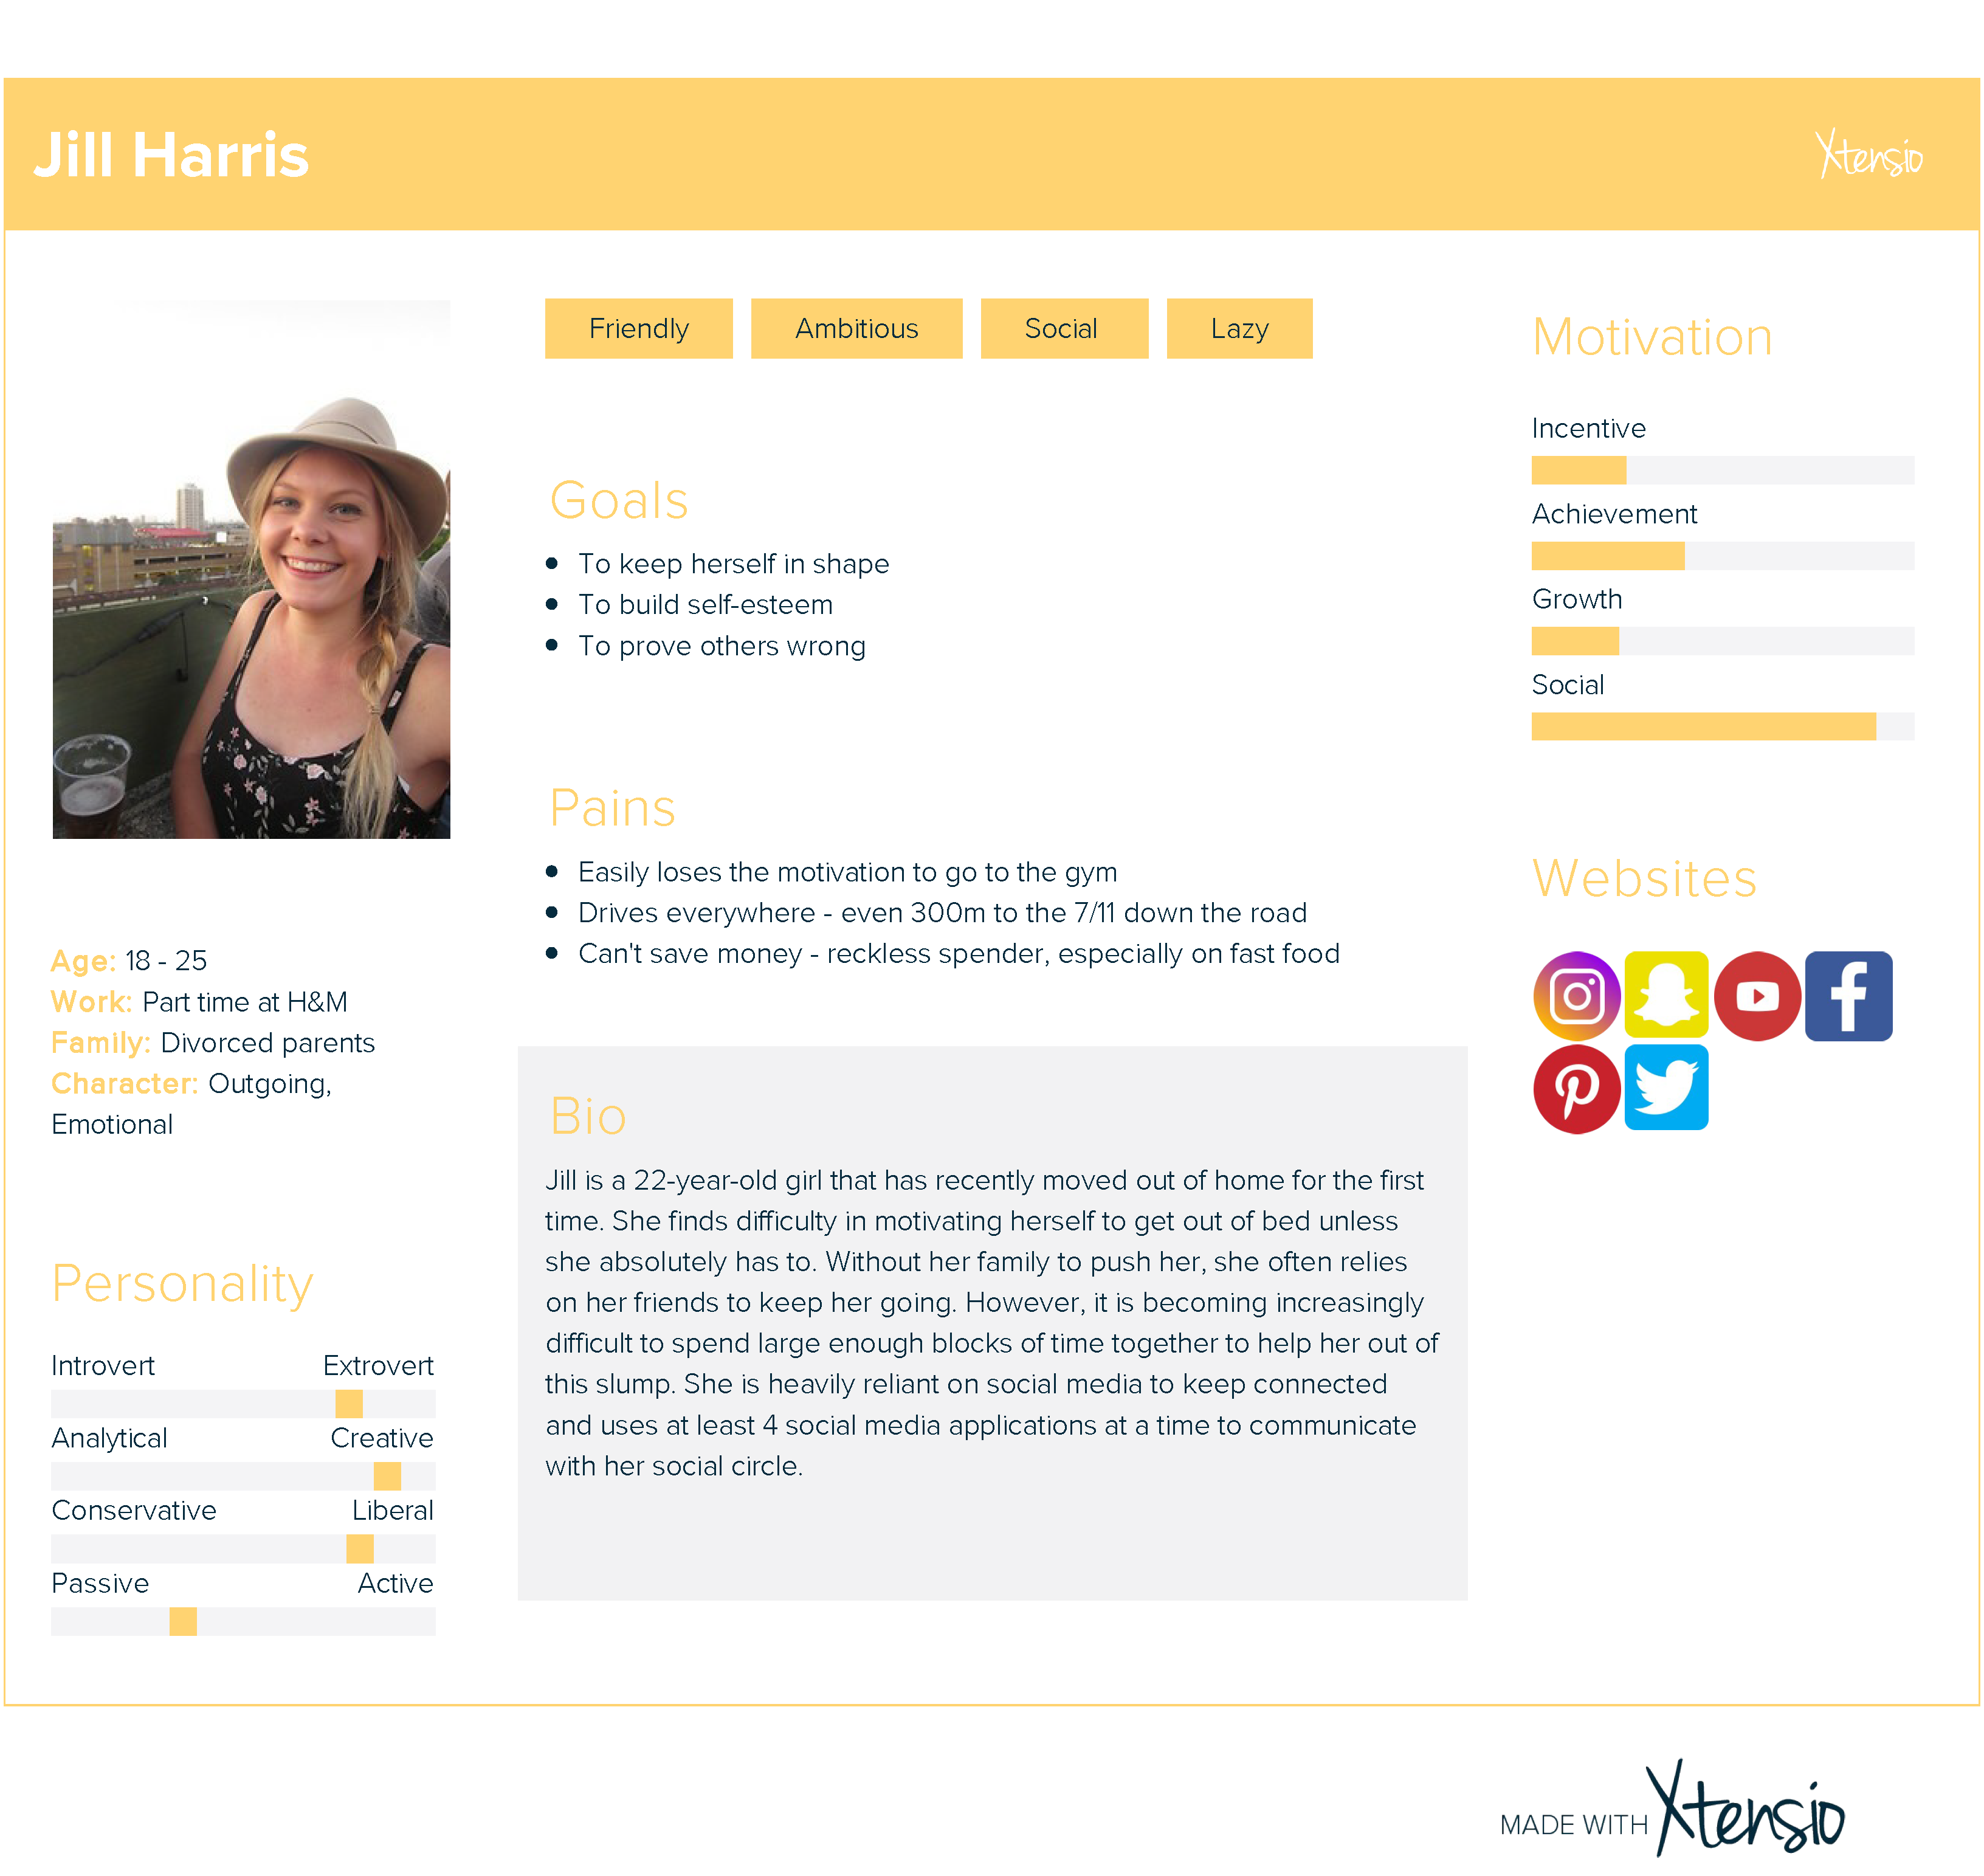 Jill Harris
Xtensio
Friendly
Ambitious
Social
Lazy
Goals
To keep herself in shape
To build self-esteem
To prove others wrong
Pains
Easily loses the motivation to go to the gym
Drives everywhere - even 300m to the 7/11 down the road
Can't save money - reckless spender, especially on fast food
Bio
Jill is a 22-year-old girl that has recently moved out of home for the first
time. She finds difficulty in motivating herself to get out of bed unless
she absolutely has to. Without her family to push her, she often relies
on her friends to keep her going. However, it is becoming increasingly
difficult to spend large enough blocks of time together to help her out of
this slump. She is heavily reliant on social media to keep connected
and uses at least 4 social media applications at a time to communicate
with her social circle.
Age: 18 - 25
Work: Part time at H&M
Family: Divorced parents
Character: Outgoing,
Emotional
Personality
Introvert Extrovert
Analytical Creative
Conservative Liberal
Passive Active
Motivation
Incentive
Achievement
Growth
Social
Websites
MADE WITH Xtensio